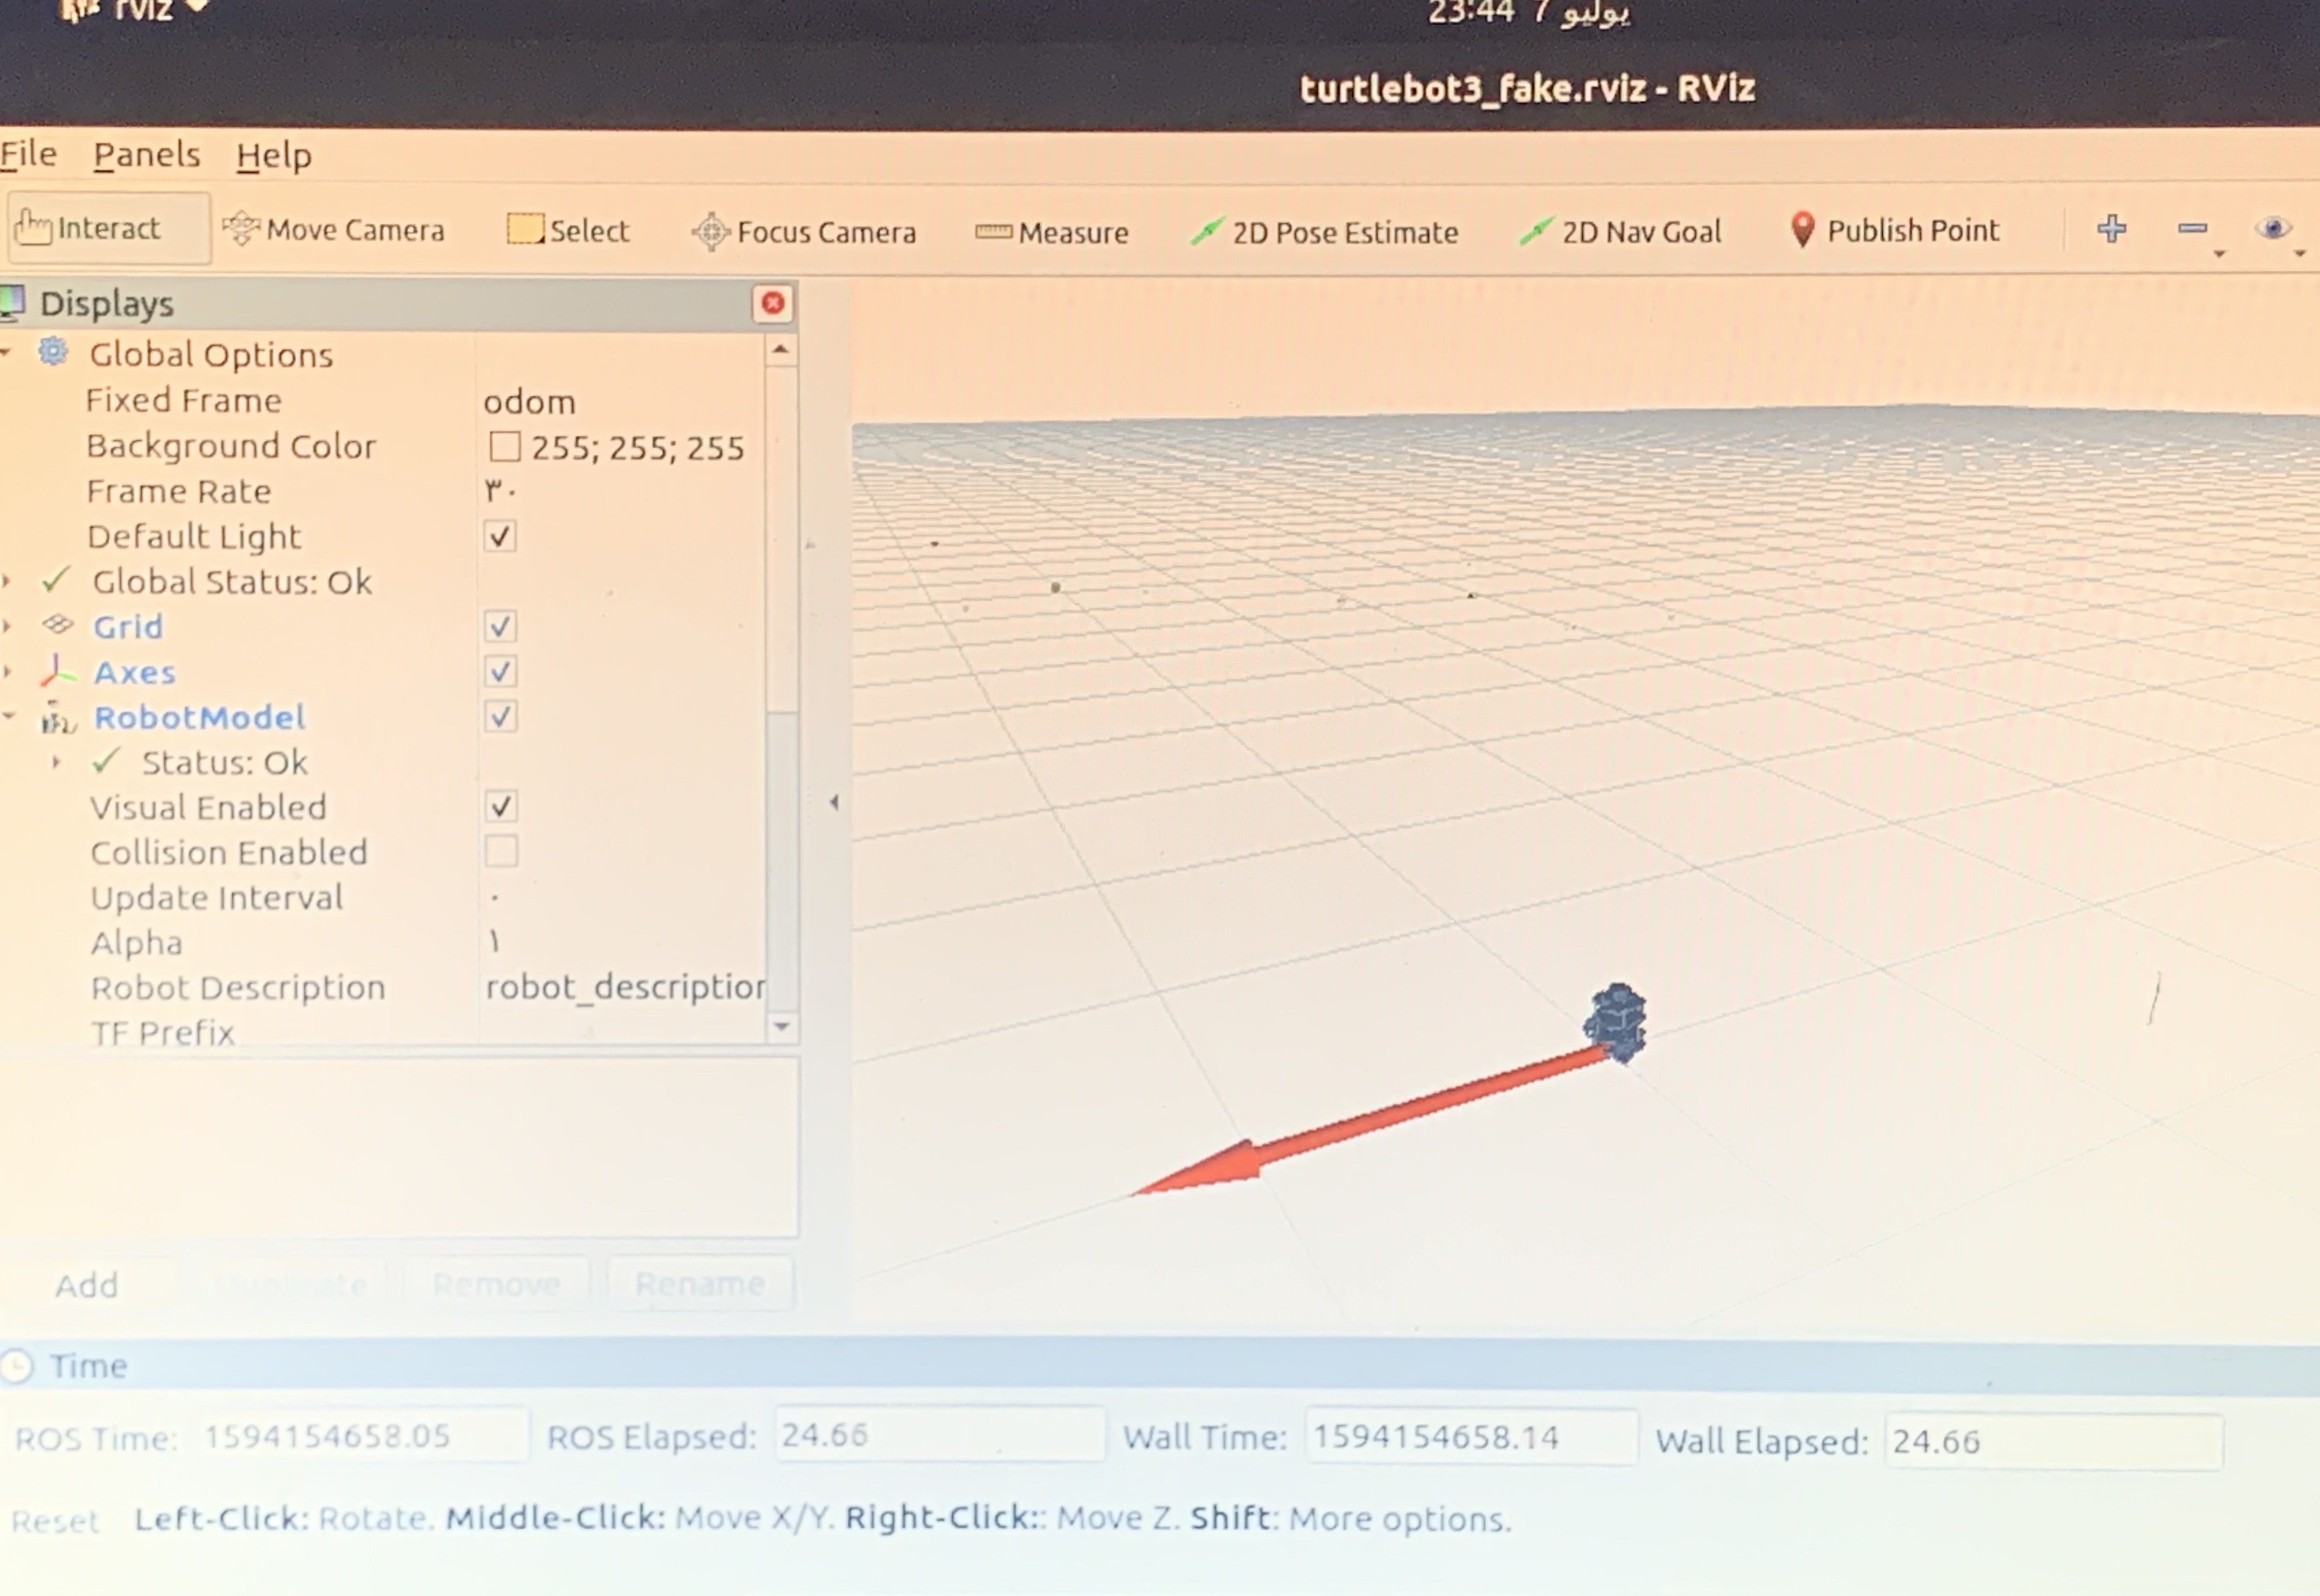 rviz
23:44 7 يوليو
turtlebot3_fake.rviz - RViz
File Panels Help
Interact Move Camera Select Focus Camera Measure 2D Pose Estimate 2D Nav Goal Publish Point
Displays
Global Options
Fixed Frame odom
Background Color 255; 255; 255
Frame Rate ٣٠
Default Light
Global Status: Ok
Grid
Axes
RobotModel
Status: Ok
Visual Enabled
Collision Enabled
Update Interval ٠
Alpha ١
Robot Description robot_description
TF Prefix
Add Duplicate Remove Rename
Time
ROS Time: 1594154658.05 ROS Elapsed: 24.66 Wall Time: 1594154658.14 Wall Elapsed: 24.66
Reset Left-Click: Rotate. Middle-Click: Move X/Y. Right-Click:: Move Z. Shift: More options.